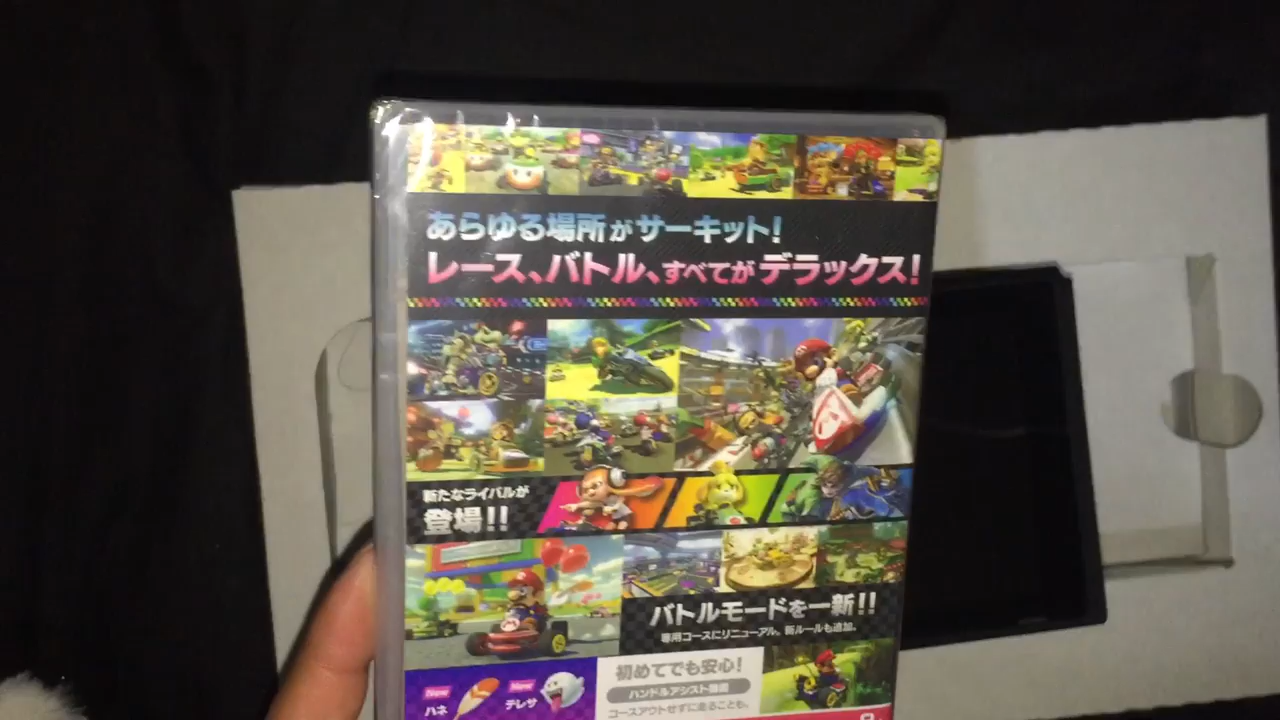 あらゆる場所がサーキット!
レース、バトル、すべてがデラックス!
新たなライバルが
登場!!
バトルモードを一新!!
専用コースにリニューアル。新ルールも追加。
New
ハネ
New
テレサ
初めてでも安心!
ハンドルアシスト機能
コースアウトせずに走ることも。